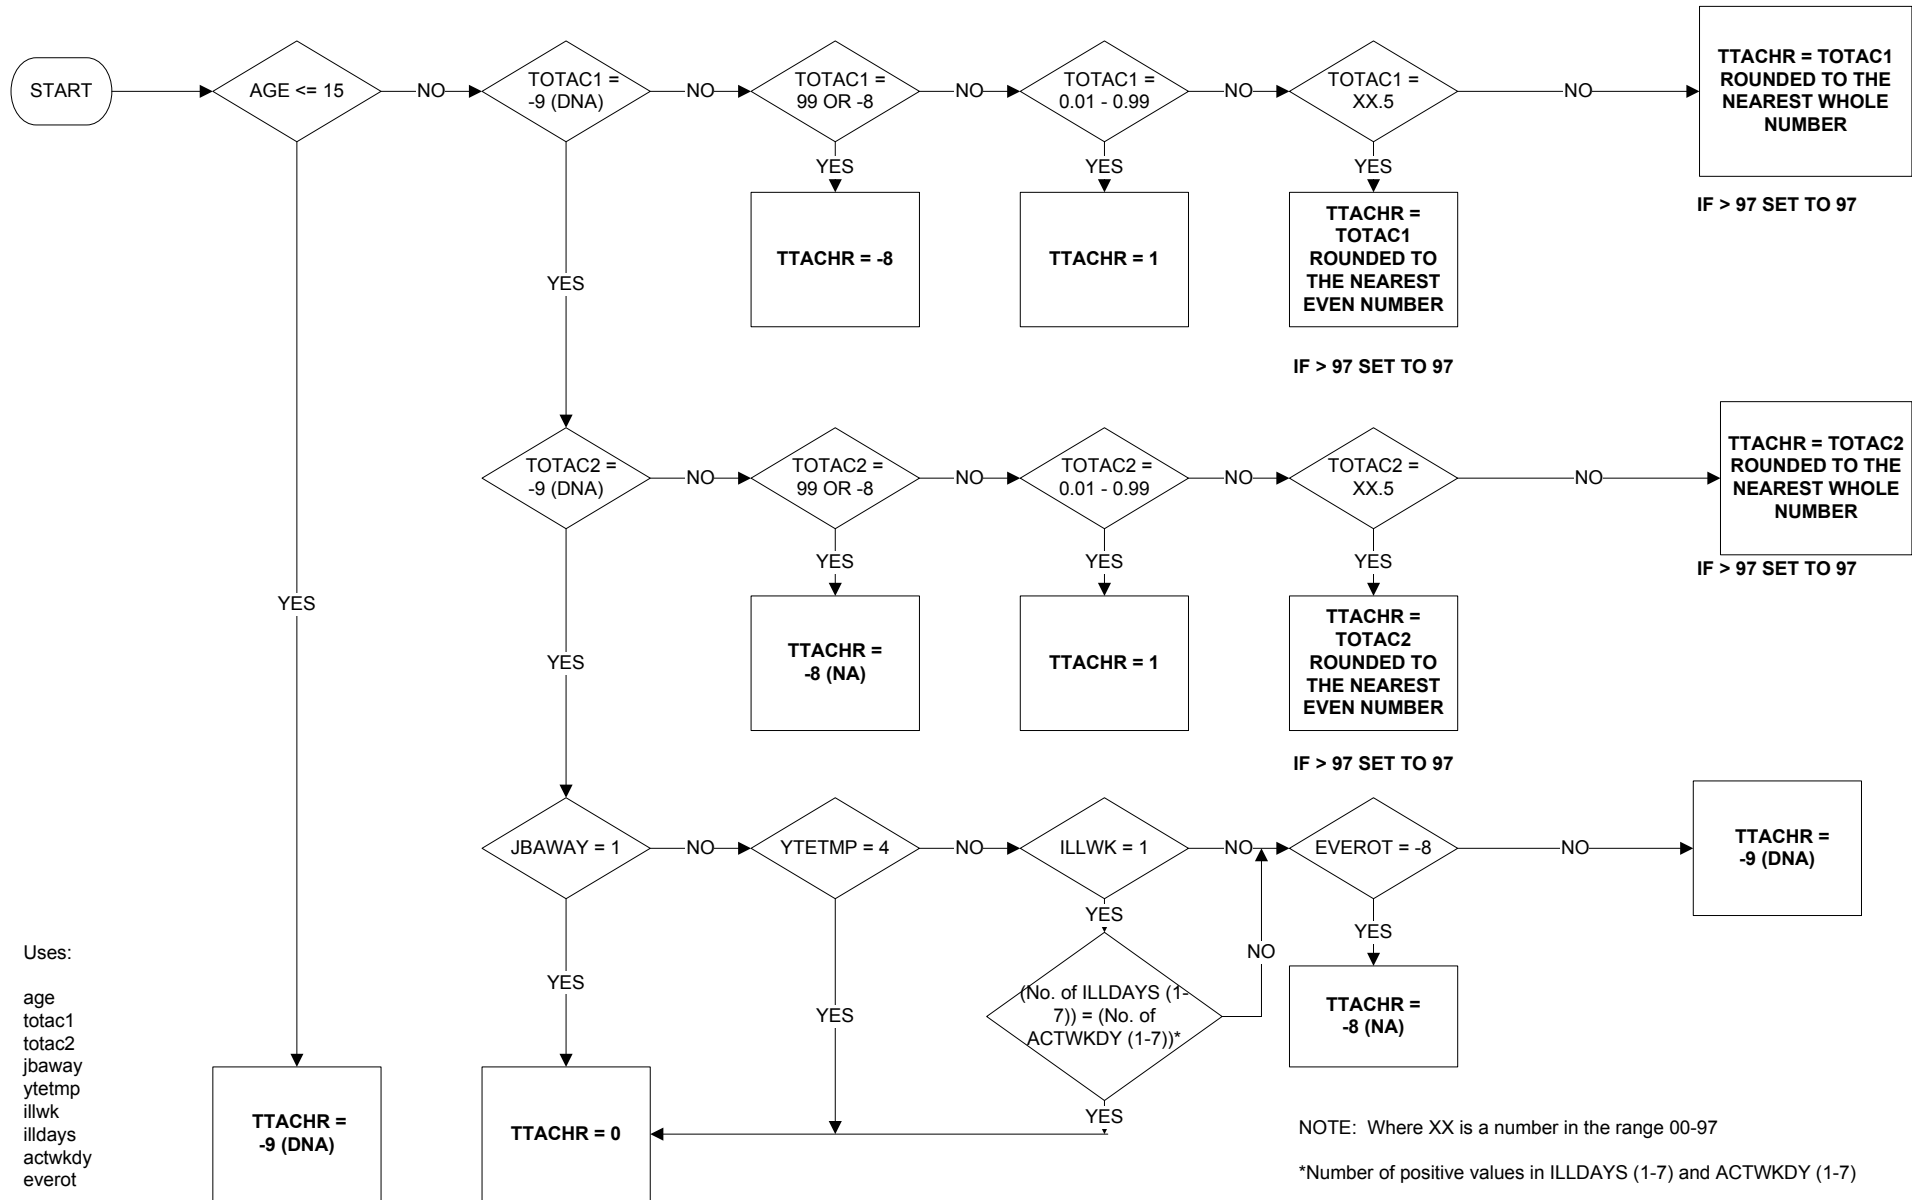 START
AGE <= 15
NO
TOTAC1 =
-9 (DNA)
NO
TOTAC1 =
99 OR -8
NO
TOTAC1 =
0.01 - 0.99
NO
TOTAC1 =
XX.5
NO
TTACHR = TOTAC1
ROUNDED TO THE
NEAREST WHOLE
NUMBER
IF > 97 SET TO 97
YES
YES
YES
YES
YES
TTACHR = -8
TTACHR = 1
TTACHR =
TOTAC1
ROUNDED TO
THE NEAREST
EVEN NUMBER
IF > 97 SET TO 97
TOTAC2 =
-9 (DNA)
NO
TOTAC2 =
99 OR -8
NO
TOTAC2 =
0.01 - 0.99
NO
TOTAC2 =
XX.5
NO
TTACHR = TOTAC2
ROUNDED TO THE
NEAREST WHOLE
NUMBER
IF > 97 SET TO 97
YES
YES
YES
YES
TTACHR =
-8 (NA)
TTACHR = 1
TTACHR =
TOTAC2
ROUNDED TO
THE NEAREST
EVEN NUMBER
IF > 97 SET TO 97
JBAWAY = 1
NO
YTETMP = 4
NO
ILLWK = 1
NO
EVEROT = -8
NO
TTACHR =
-9 (DNA)
YES
YES
YES
YES
(No. of ILLDAYS (1-
7)) = (No. of
ACTWKDY (1-7))*
NO
YES
TTACHR =
-8 (NA)
TTACHR =
-9 (DNA)
TTACHR = 0
Uses:
age
totac1
totac2
jbaway
ytetmp
illwk
illdays
actwkdy
everot
NOTE: Where XX is a number in the range 00-97
*Number of positive values in ILLDAYS (1-7) and ACTWKDY (1-7)